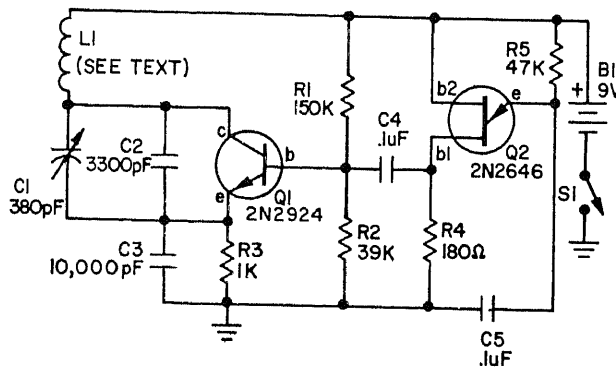 L1
(SEE TEXT)
R1
150K
R5
47K
B1
9V
+
b2
e
C4
.1uF
b1
Q2
2N2646
C2
3300pF
c
b
e
Q1
2N2924
C1
380pF
S1
C3
10,000pF
R3
1K
R2
39K
R4
180Ω
C5
.1uF